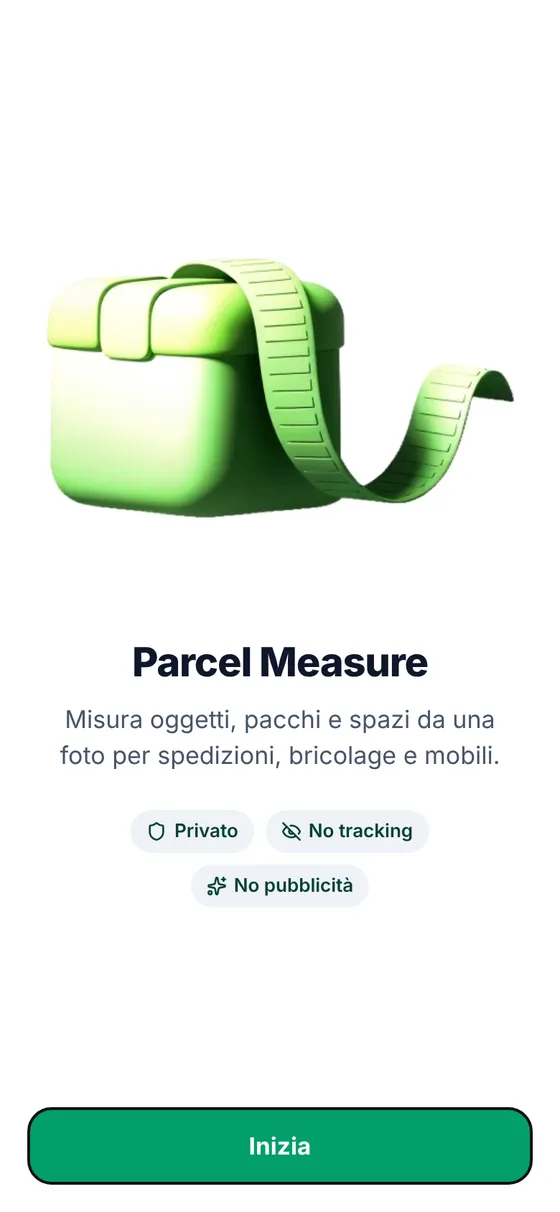 Parcel Measure
Misura oggetti, pacchi e spazi da una
foto per spedizioni, bricolage e mobili.
Privato
No tracking
No pubblicità
Inizia